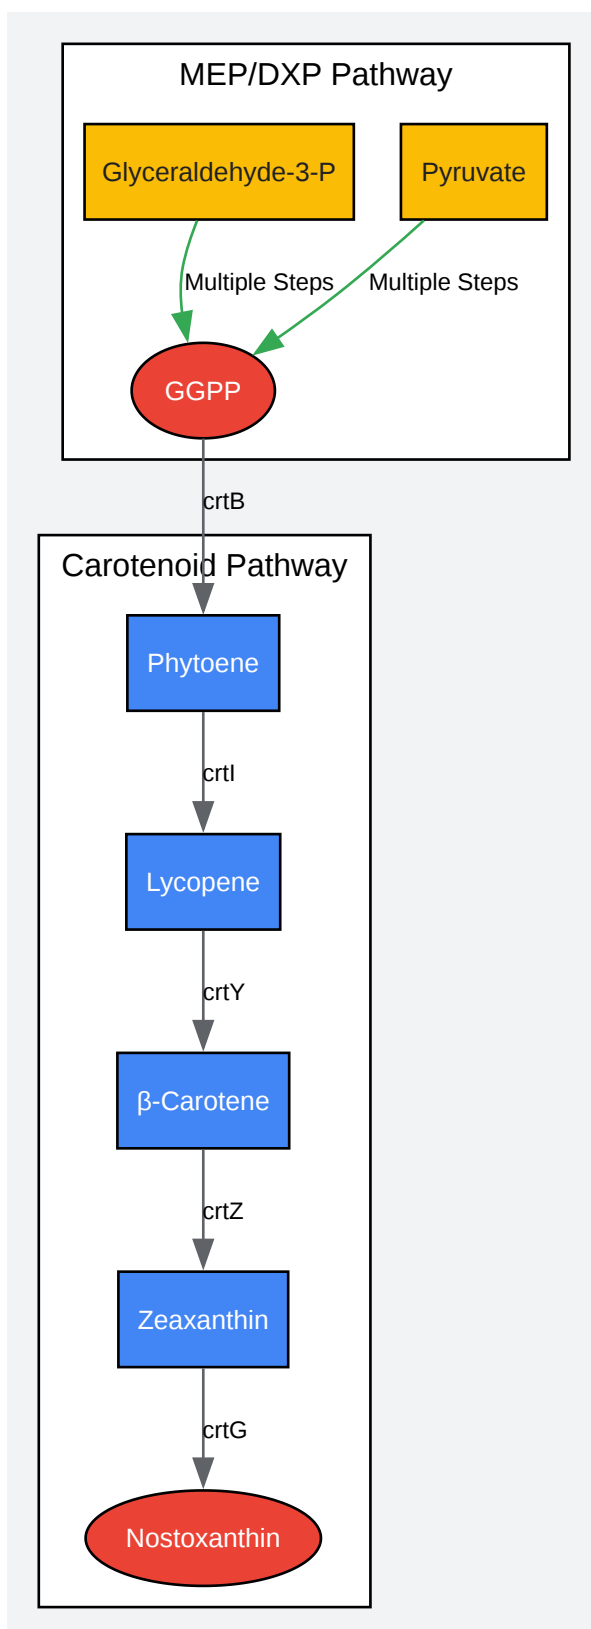 MEP/DXP Pathway
Glyceraldehyde-3-P
Pyruvate
Multiple Steps
Multiple Steps
GGPP
crtB
Carotenoid Pathway
Phytoene
crtI
Lycopene
crtY
β-Carotene
crtZ
Zeaxanthin
crtG
Nostoxanthin